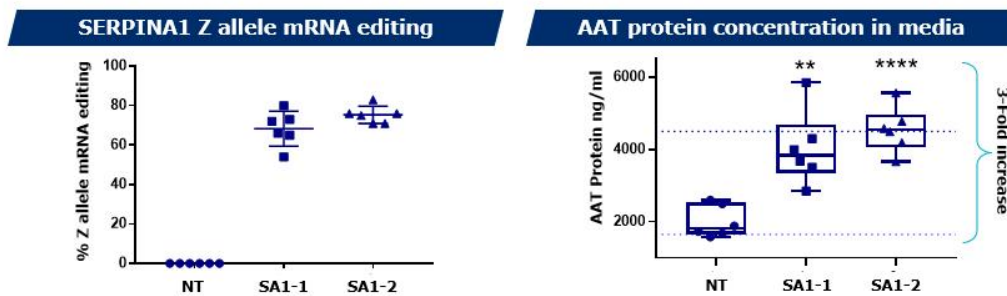 SERPINA1 Z allele mRNA editing
% Z allele mRNA editing
100
80
60
40
20
0
NT
SA1-1
SA1-2
AAT protein concentration in media
AAT Protein ng/ml
6000
4000
2000
**
****
NT
SA1-1
SA1-2
3-Fold increase